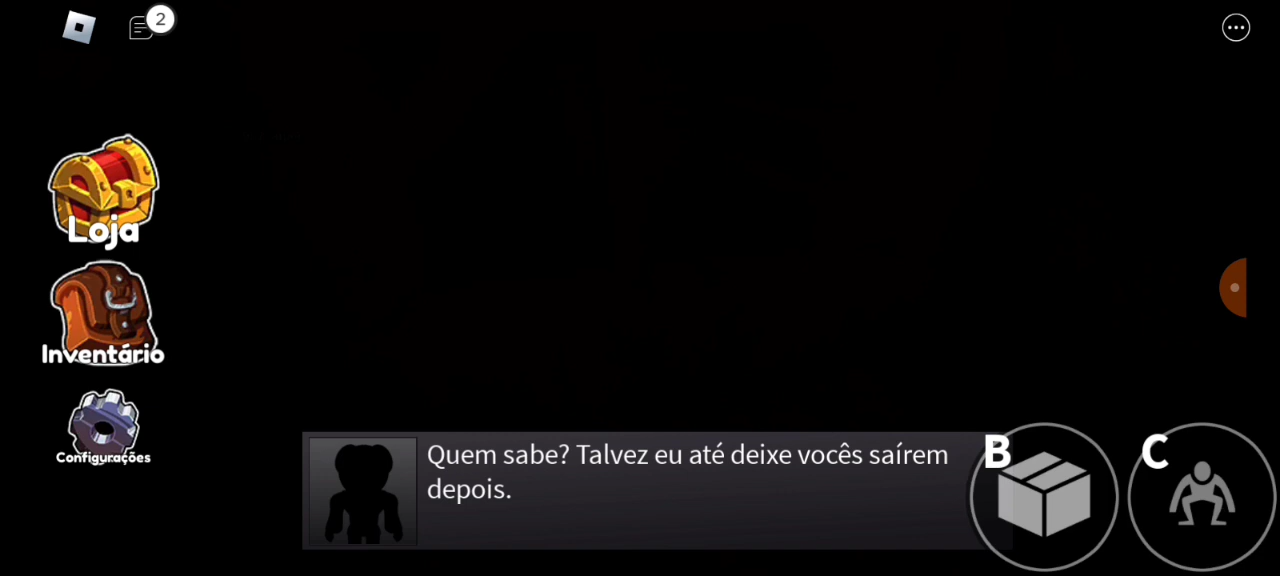 2
Loja
Inventário
Configurações
Quem sabe? Talvez eu até deixe vocês saírem
depois.
B
C